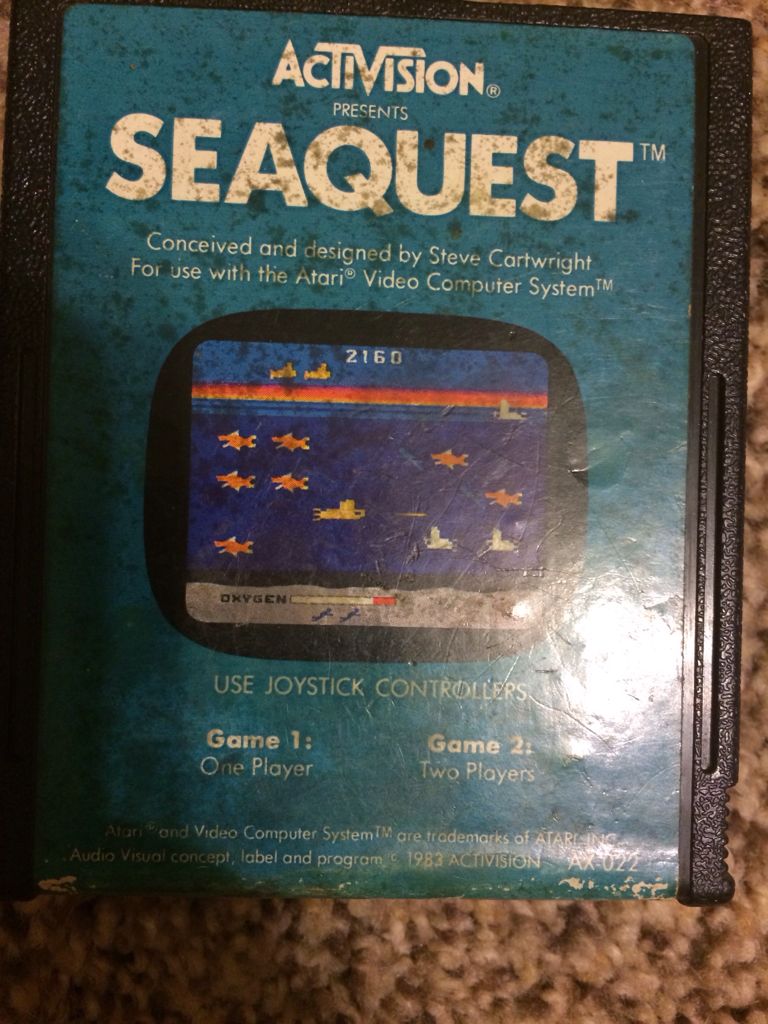 ACTIVISION®
PRESENTS
SEAQUEST™
Conceived and designed by Steve Cartwright
For use with the Atari® Video Computer System™
2160
OXYGEN
USE JOYSTICK CONTROLLERS
Game 1: Game 2:
One Player Two Players
Atari® and Video Computer System™ are trademarks of ATARI, INC.
Audio Visual concept, label and program © 1983 ACTIVISION AX-022